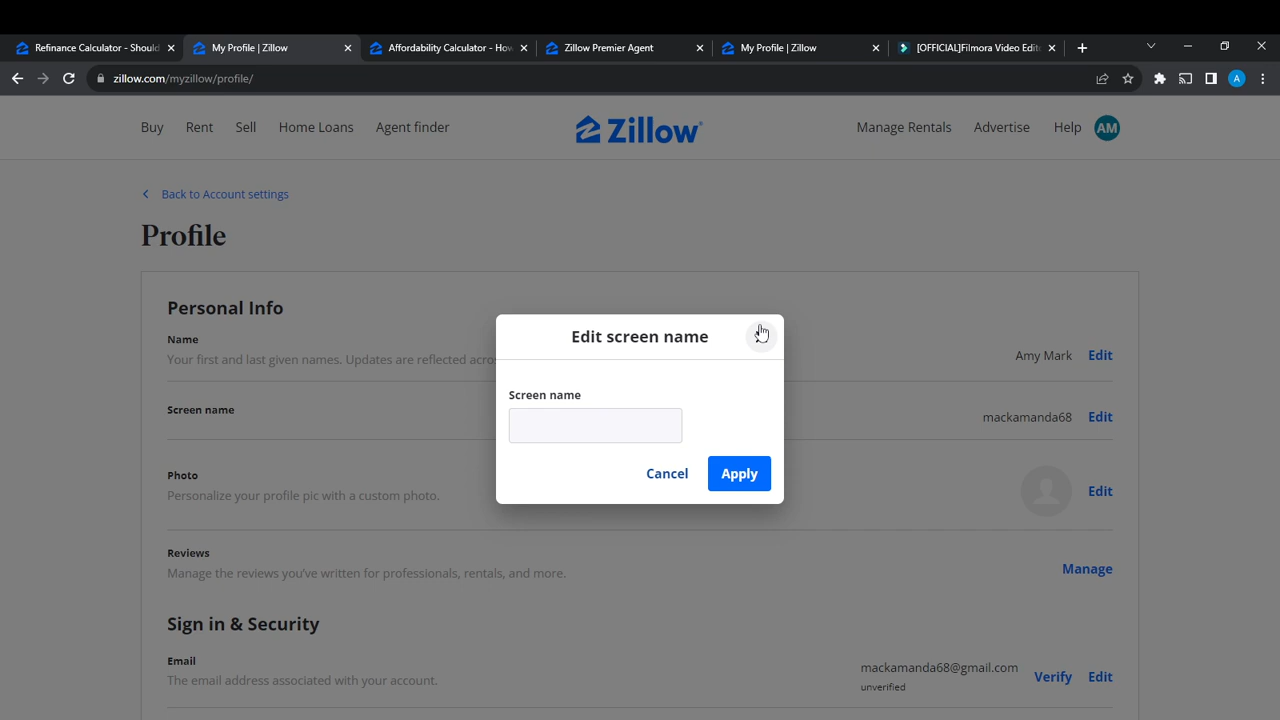 Refinance Calculator - Should
My Profile | Zillow
Affordability Calculator - How
Zillow Premier Agent
My Profile | Zillow
[OFFICIAL]Filmora Video Edit
zillow.com/myzillow/profile/
A
Buy
Rent
Sell
Home Loans
Agent finder
Zillow
Manage Rentals
Advertise
Help
AM
Back to Account settings
Profile
Personal Info
Name
Your first and last given names. Updates are reflected acro
Amy Mark
Edit
Screen name
mackamanda68
Edit
Photo
Personalize your profile pic with a custom photo.
Edit
Reviews
Manage the reviews you've written for professionals, rentals, and more.
Manage
Sign in & Security
Email
The email address associated with your account.
mackamanda68@gmail.com
unverified
Verify
Edit
Edit screen name
Screen name
Cancel
Apply